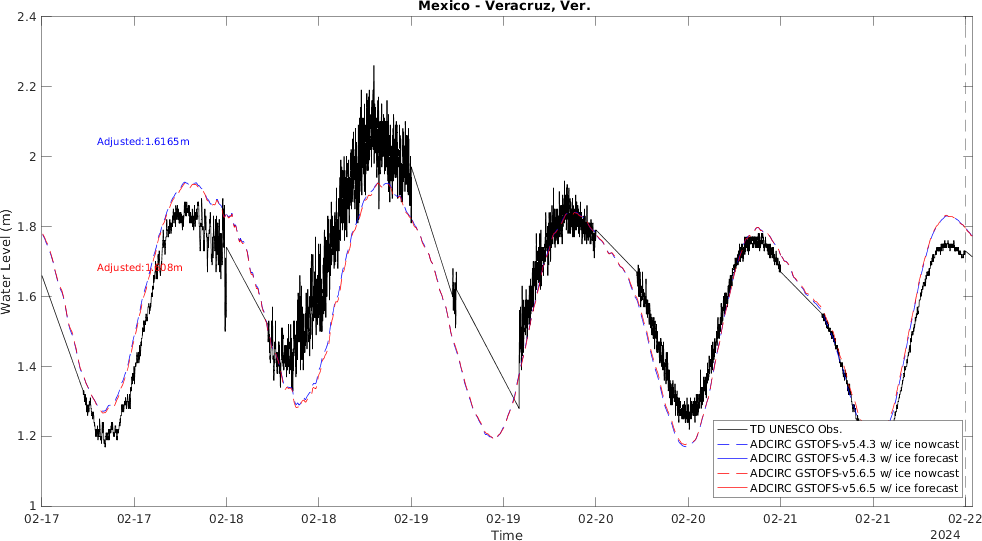 Mexico - Veracruz, Ver.
2.4
2.2
2
1.8
1.6
1.4
1.2
1
Water Level (m)
Adjusted:1.6165m
Adjusted:1.608m
TD UNESCO Obs.
ADCIRC GSTOFS-v5.4.3 w/ ice nowcast
ADCIRC GSTOFS-v5.4.3 w/ ice forecast
ADCIRC GSTOFS-v5.6.5 w/ ice nowcast
ADCIRC GSTOFS-v5.6.5 w/ ice forecast
02-17 02-17 02-18 02-18 02-19 02-19 02-20 02-20 02-21 02-21 02-22
Time
2024